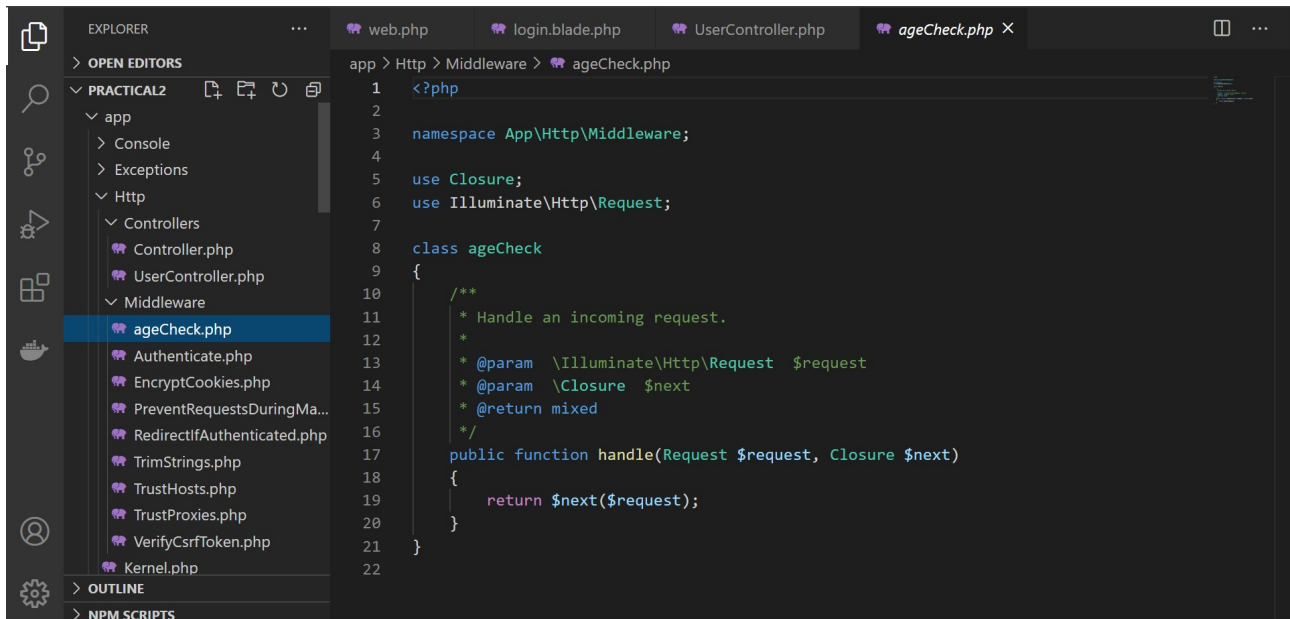 EXPLORER ···
OPEN EDITORS
PRACTICAL2
app
Console
Exceptions
Http
Controllers
Controller.php
UserController.php
Middleware
ageCheck.php
Authenticate.php
EncryptCookies.php
PreventRequestsDuringMa...
RedirectIfAuthenticated.php
TrimStrings.php
TrustHosts.php
TrustProxies.php
VerifyCsrfToken.php
Kernel.php
OUTLINE
NPM SCRIPTS
web.php login.blade.php UserController.php ageCheck.php ···
app > Http > Middleware > ageCheck.php
1 <?php
2
3 namespace App\Http\Middleware;
4
5 use Closure;
6 use Illuminate\Http\Request;
7
8 class ageCheck
9 {
10 /**
11 * Handle an incoming request.
12 *
13 * @param \Illuminate\Http\Request $request
14 * @param \Closure $next
15 * @return mixed
16 */
17 public function handle(Request $request, Closure $next)
18 {
19 return $next($request);
20 }
21 }
22